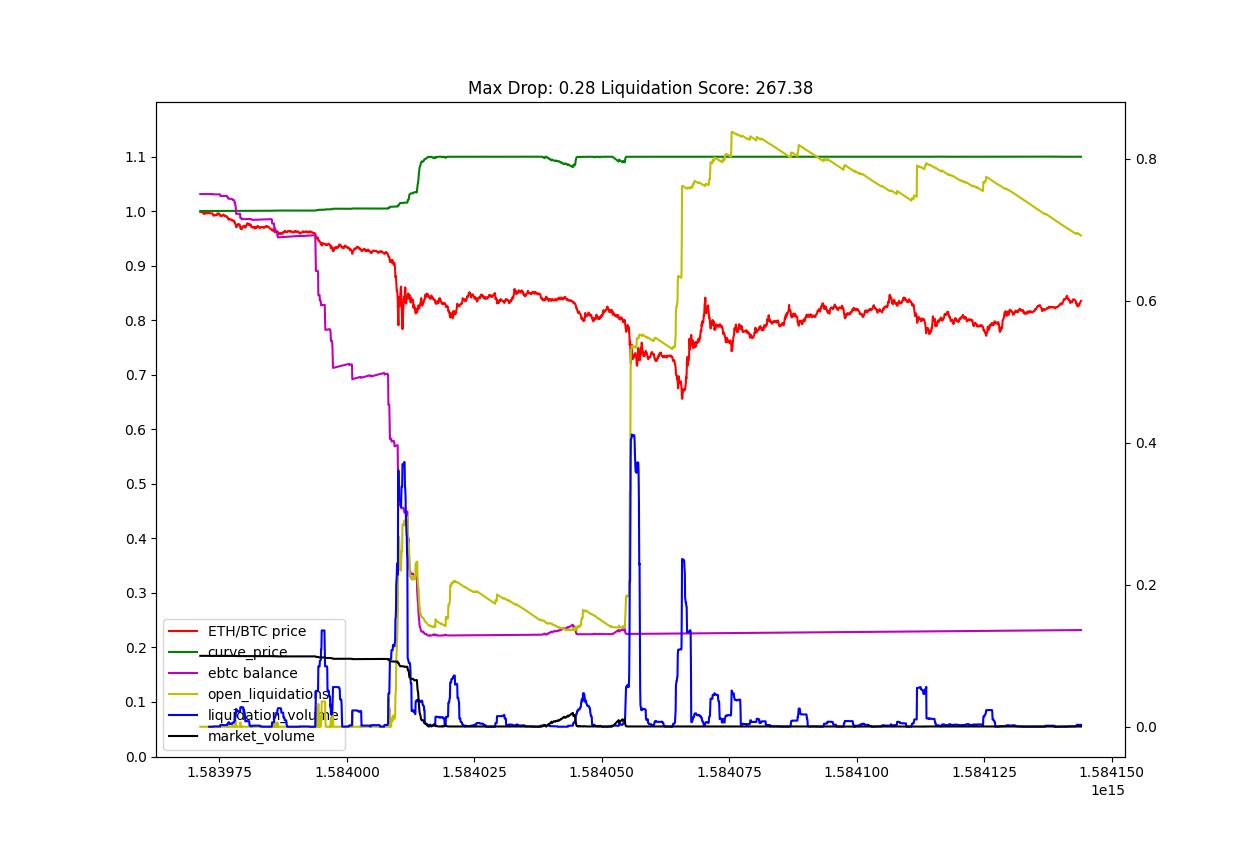 Max Drop: 0.28 Liquidation Score: 267.38
1.1
1.0
0.9
0.8
0.7
0.6
0.5
0.4
0.3
0.2
0.1
0.0
0.8
0.6
0.4
0.2
0.0
ETH/BTC price
curve_price
ebtc balance
open_liquidations
liquidation_volume
market_volume
1.583975 1.584000 1.584025 1.584050 1.584075 1.584100 1.584125 1.584150
1e15